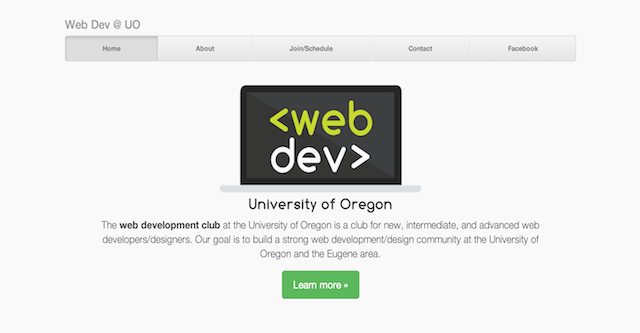 Web Dev @ UO
Home About Join/Schedule Contact Facebook
<web
dev>
University of Oregon
The web development club at the University of Oregon is a club for new, intermediate, and advanced web
developers/designers. Our goal is to build a strong web development/design community at the University of
Oregon and the Eugene area.
Learn more »